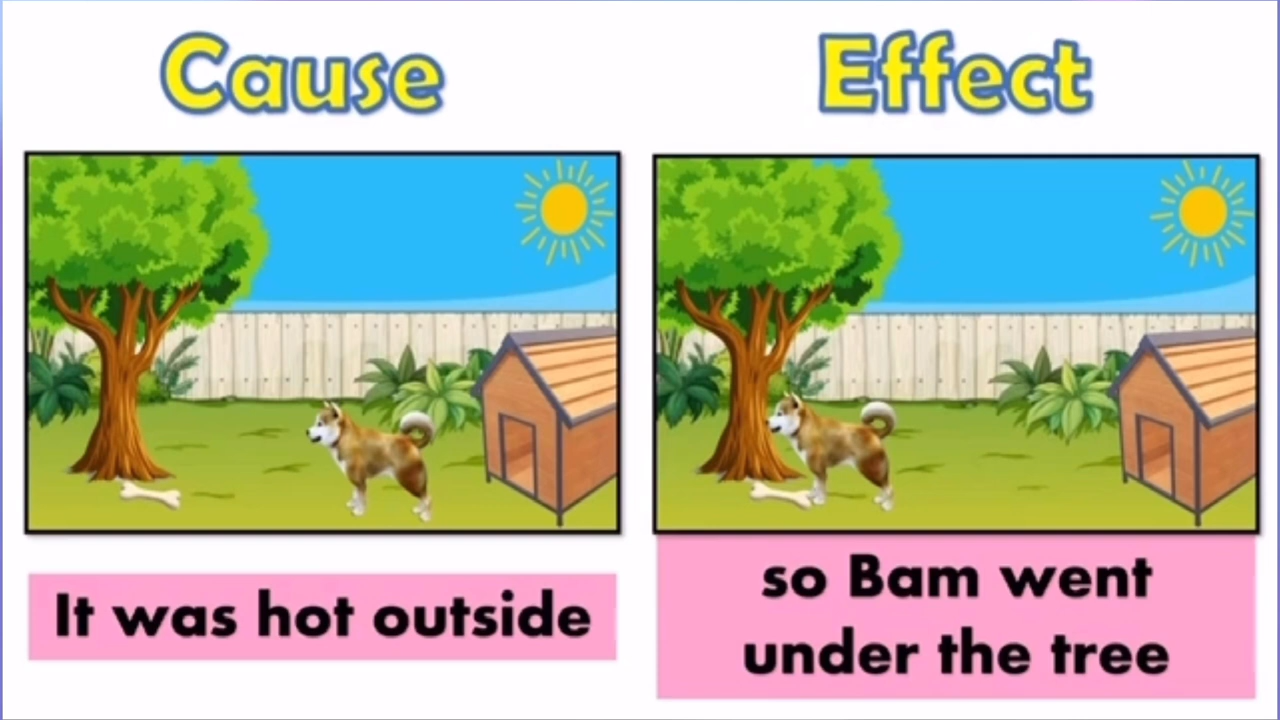 Cause
Effect
It was hot outside
so Bam went
under the tree